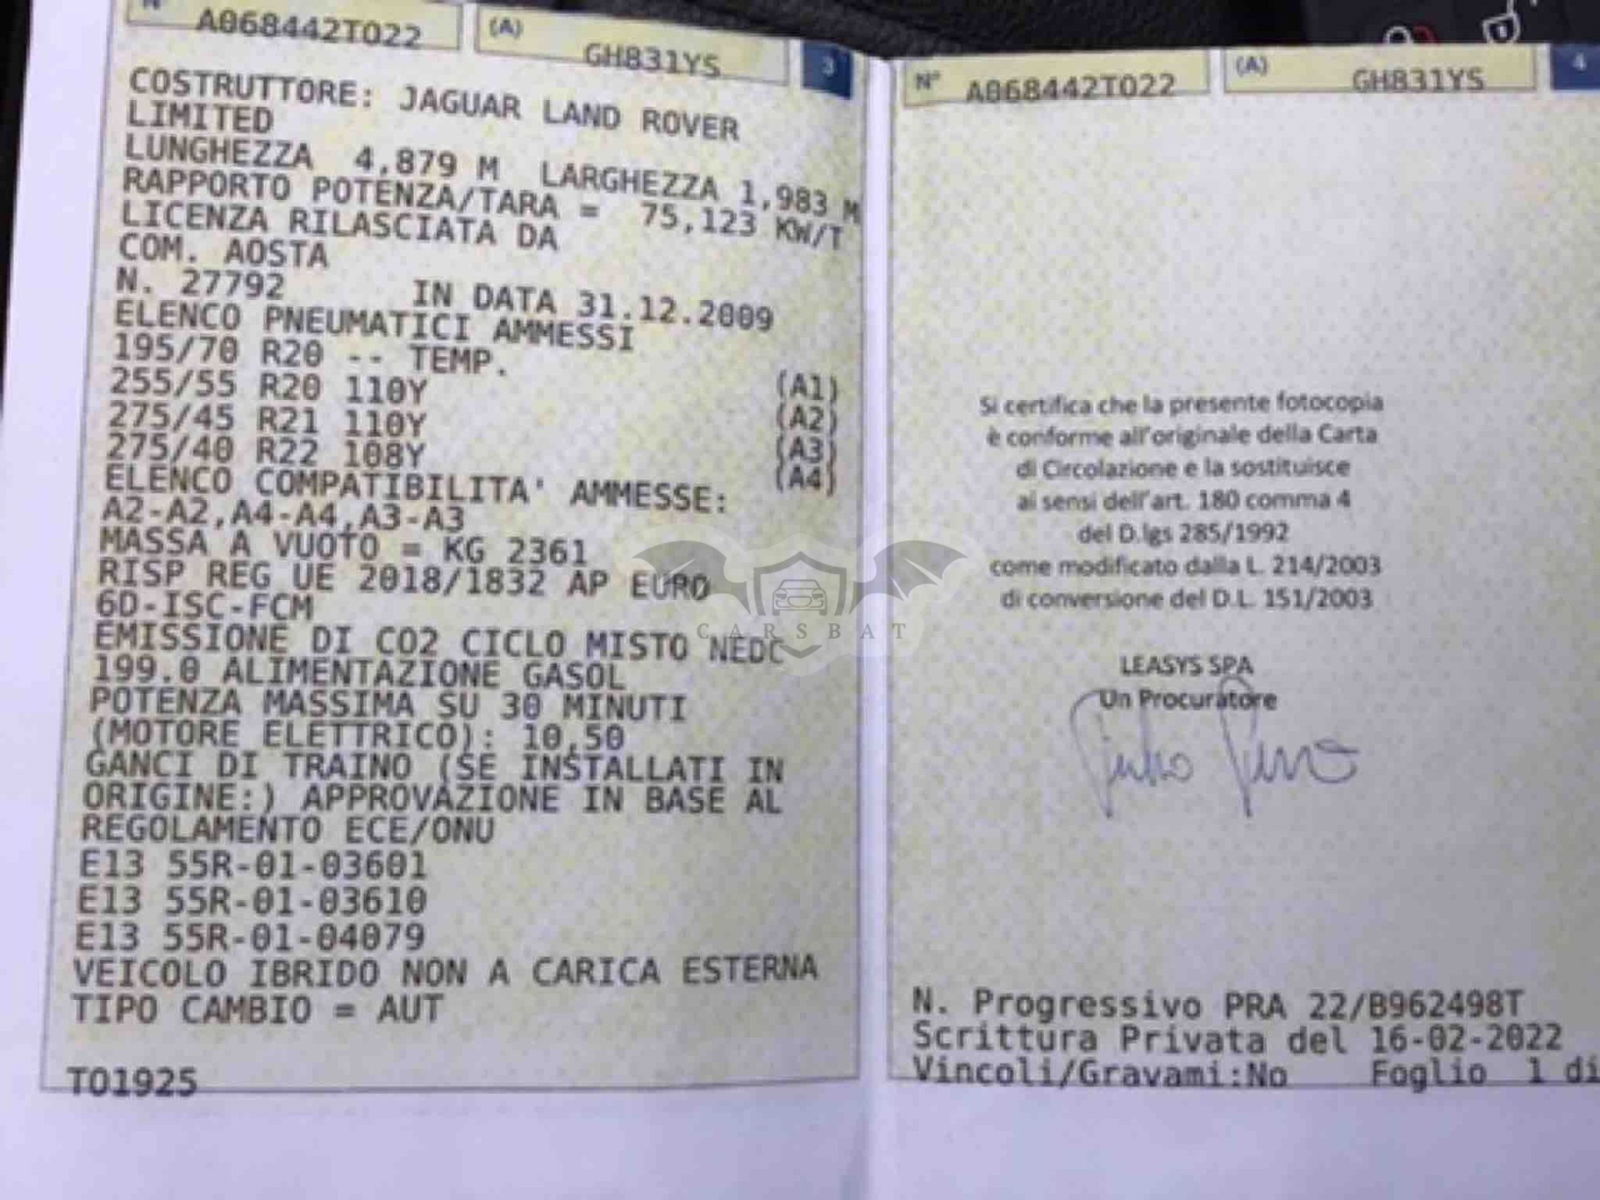 N° A068442T022 (A) GH831YS 3
COSTRUTTORE: JAGUAR LAND ROVER
LIMITED
LUNGHEZZA 4,879 M LARGHEZZA 1,983 M
RAPPORTO POTENZA/TARA = 75,123 KW/T
LICENZA RILASCIATA DA
COM. AOSTA
N. 27792 IN DATA 31.12.2009
ELENCO PNEUMATICI AMMESSI
195/70 R20 -- TEMP. (A1)
255/55 R20 110Y (A2)
275/45 R21 110Y (A3)
275/40 R22 108Y (A4)
ELENCO COMPATIBILITA' AMMESSE:
A2-A2,A4-A4,A3-A3
MASSA A VUOTO = KG 2361
RISP REG UE 2018/1832 AP EURO
6D-ISC-FCM
EMISSIONE DI CO2 CICLO MISTO NEDC
199.0 ALIMENTAZIONE GASOL
POTENZA MASSIMA SU 30 MINUTI
(MOTORE ELETTRICO): 10,50
GANCI DI TRAINO (SE INSTALLATI IN
ORIGINE:) APPROVAZIONE IN BASE AL
REGOLAMENTO ECE/ONU
E13 55R-01-03601
E13 55R-01-03610
E13 55R-01-04079
VEICOLO IBRIDO NON A CARICA ESTERNA
TIPO CAMBIO = AUT
TO1925
N° A068442T022 (A) GH831YS 4
Si certifica che la presente fotocopia
è conforme all'originale della Carta
di Circolazione e la sostituisce
ai sensi dell'art. 180 comma 4
del D.lgs 285/1992
come modificato dalla L. 214/2003
di conversione del D.L. 151/2003
LEASYS SPA
Un Procuratore
N. Progressivo PRA 22/B962498T
Scrittura Privata del 16-02-2022
Vincoli/Gravami:No Foglio 1 di
CARSBAT